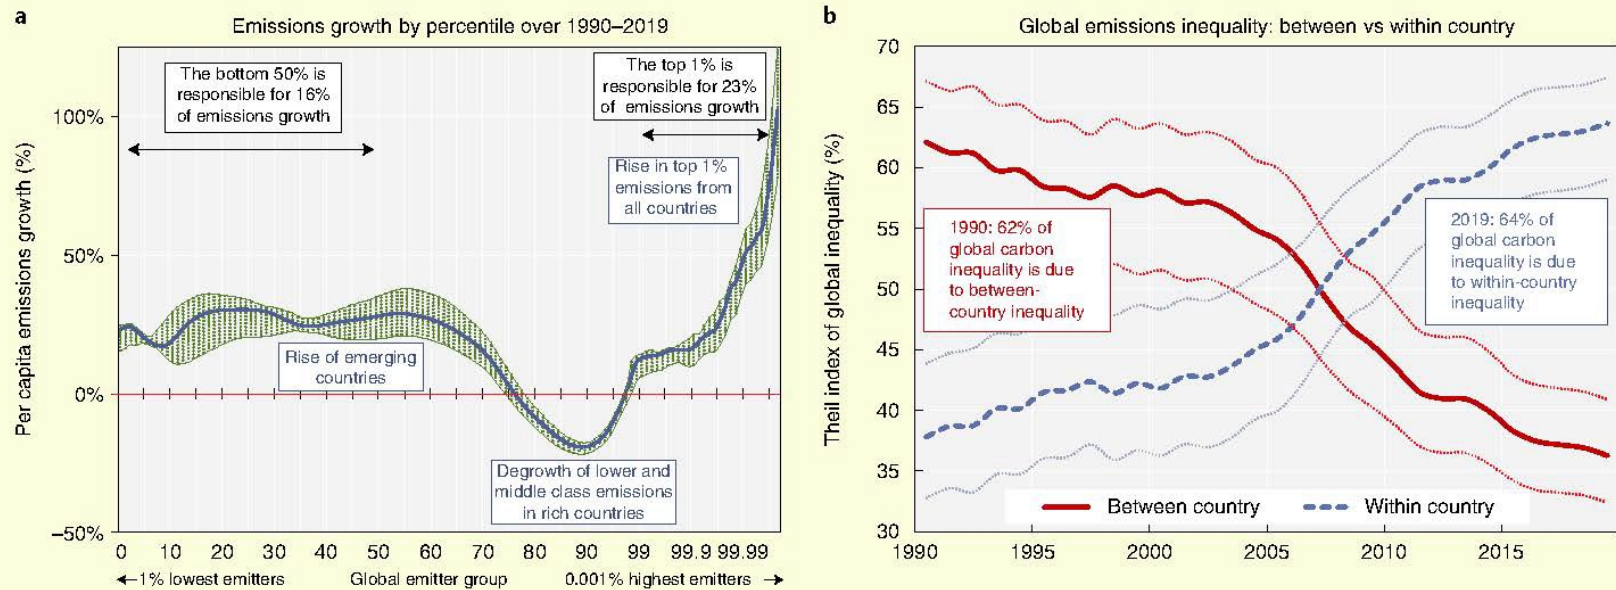 a
Emissions growth by percentile over 1990–2019
Per capita emissions growth (%)
100%
50%
0%
–50%
The bottom 50% is
responsible for 16%
of emissions growth
The top 1% is
responsible for 23%
of emissions growth
Rise in top 1%
emissions from
all countries
Rise of emerging
countries
Degrowth of lower and
middle class emissions
in rich countries
0 10 20 30 40 50 60 70 80 90 99 99.9 99.99
←1% lowest emitters Global emitter group 0.001% highest emitters →
b
Global emissions inequality: between vs within country
Theil index of global inequality (%)
70
65
60
55
50
45
40
35
30
1990: 62% of
global carbon
inequality is due
to between-
country inequality
2019: 64% of
global carbon
inequality is due
to within-country
inequality
Between country Within country
1990 1995 2000 2005 2010 2015